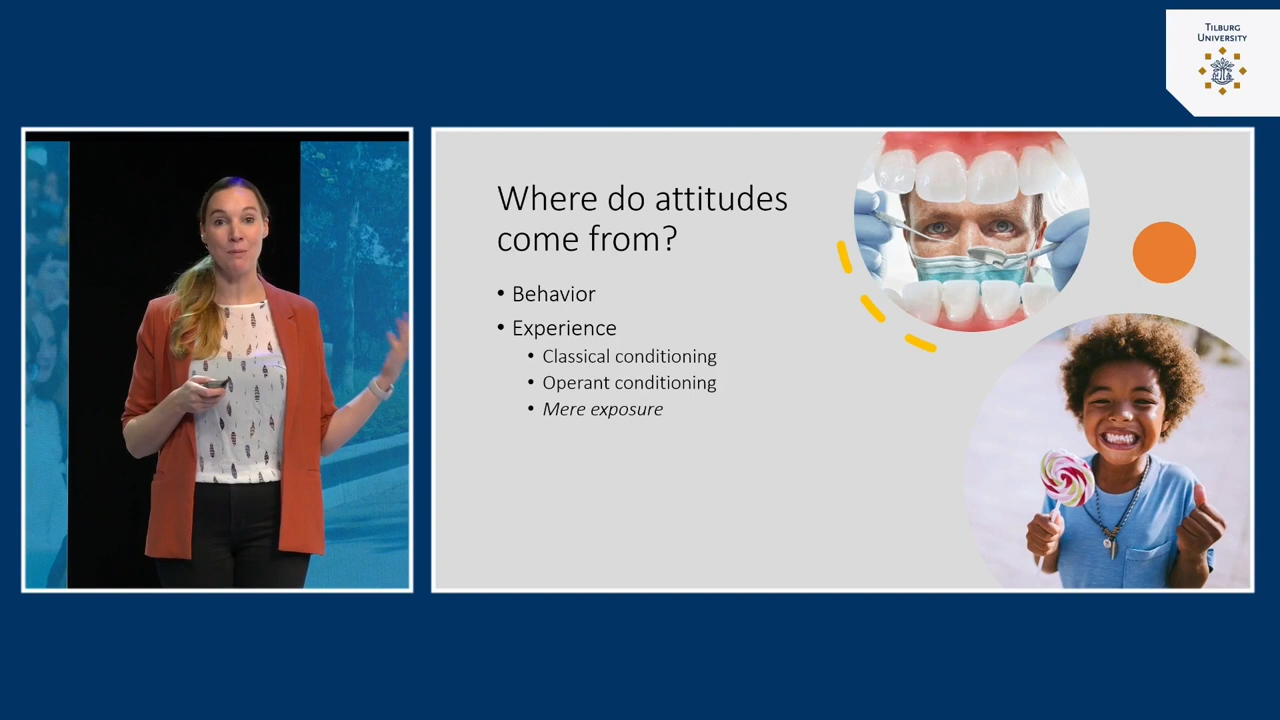 TILBURG
UNIVERSITY
Where do attitudes
come from?
• Behavior
• Experience
• Classical conditioning
• Operant conditioning
• Mere exposure